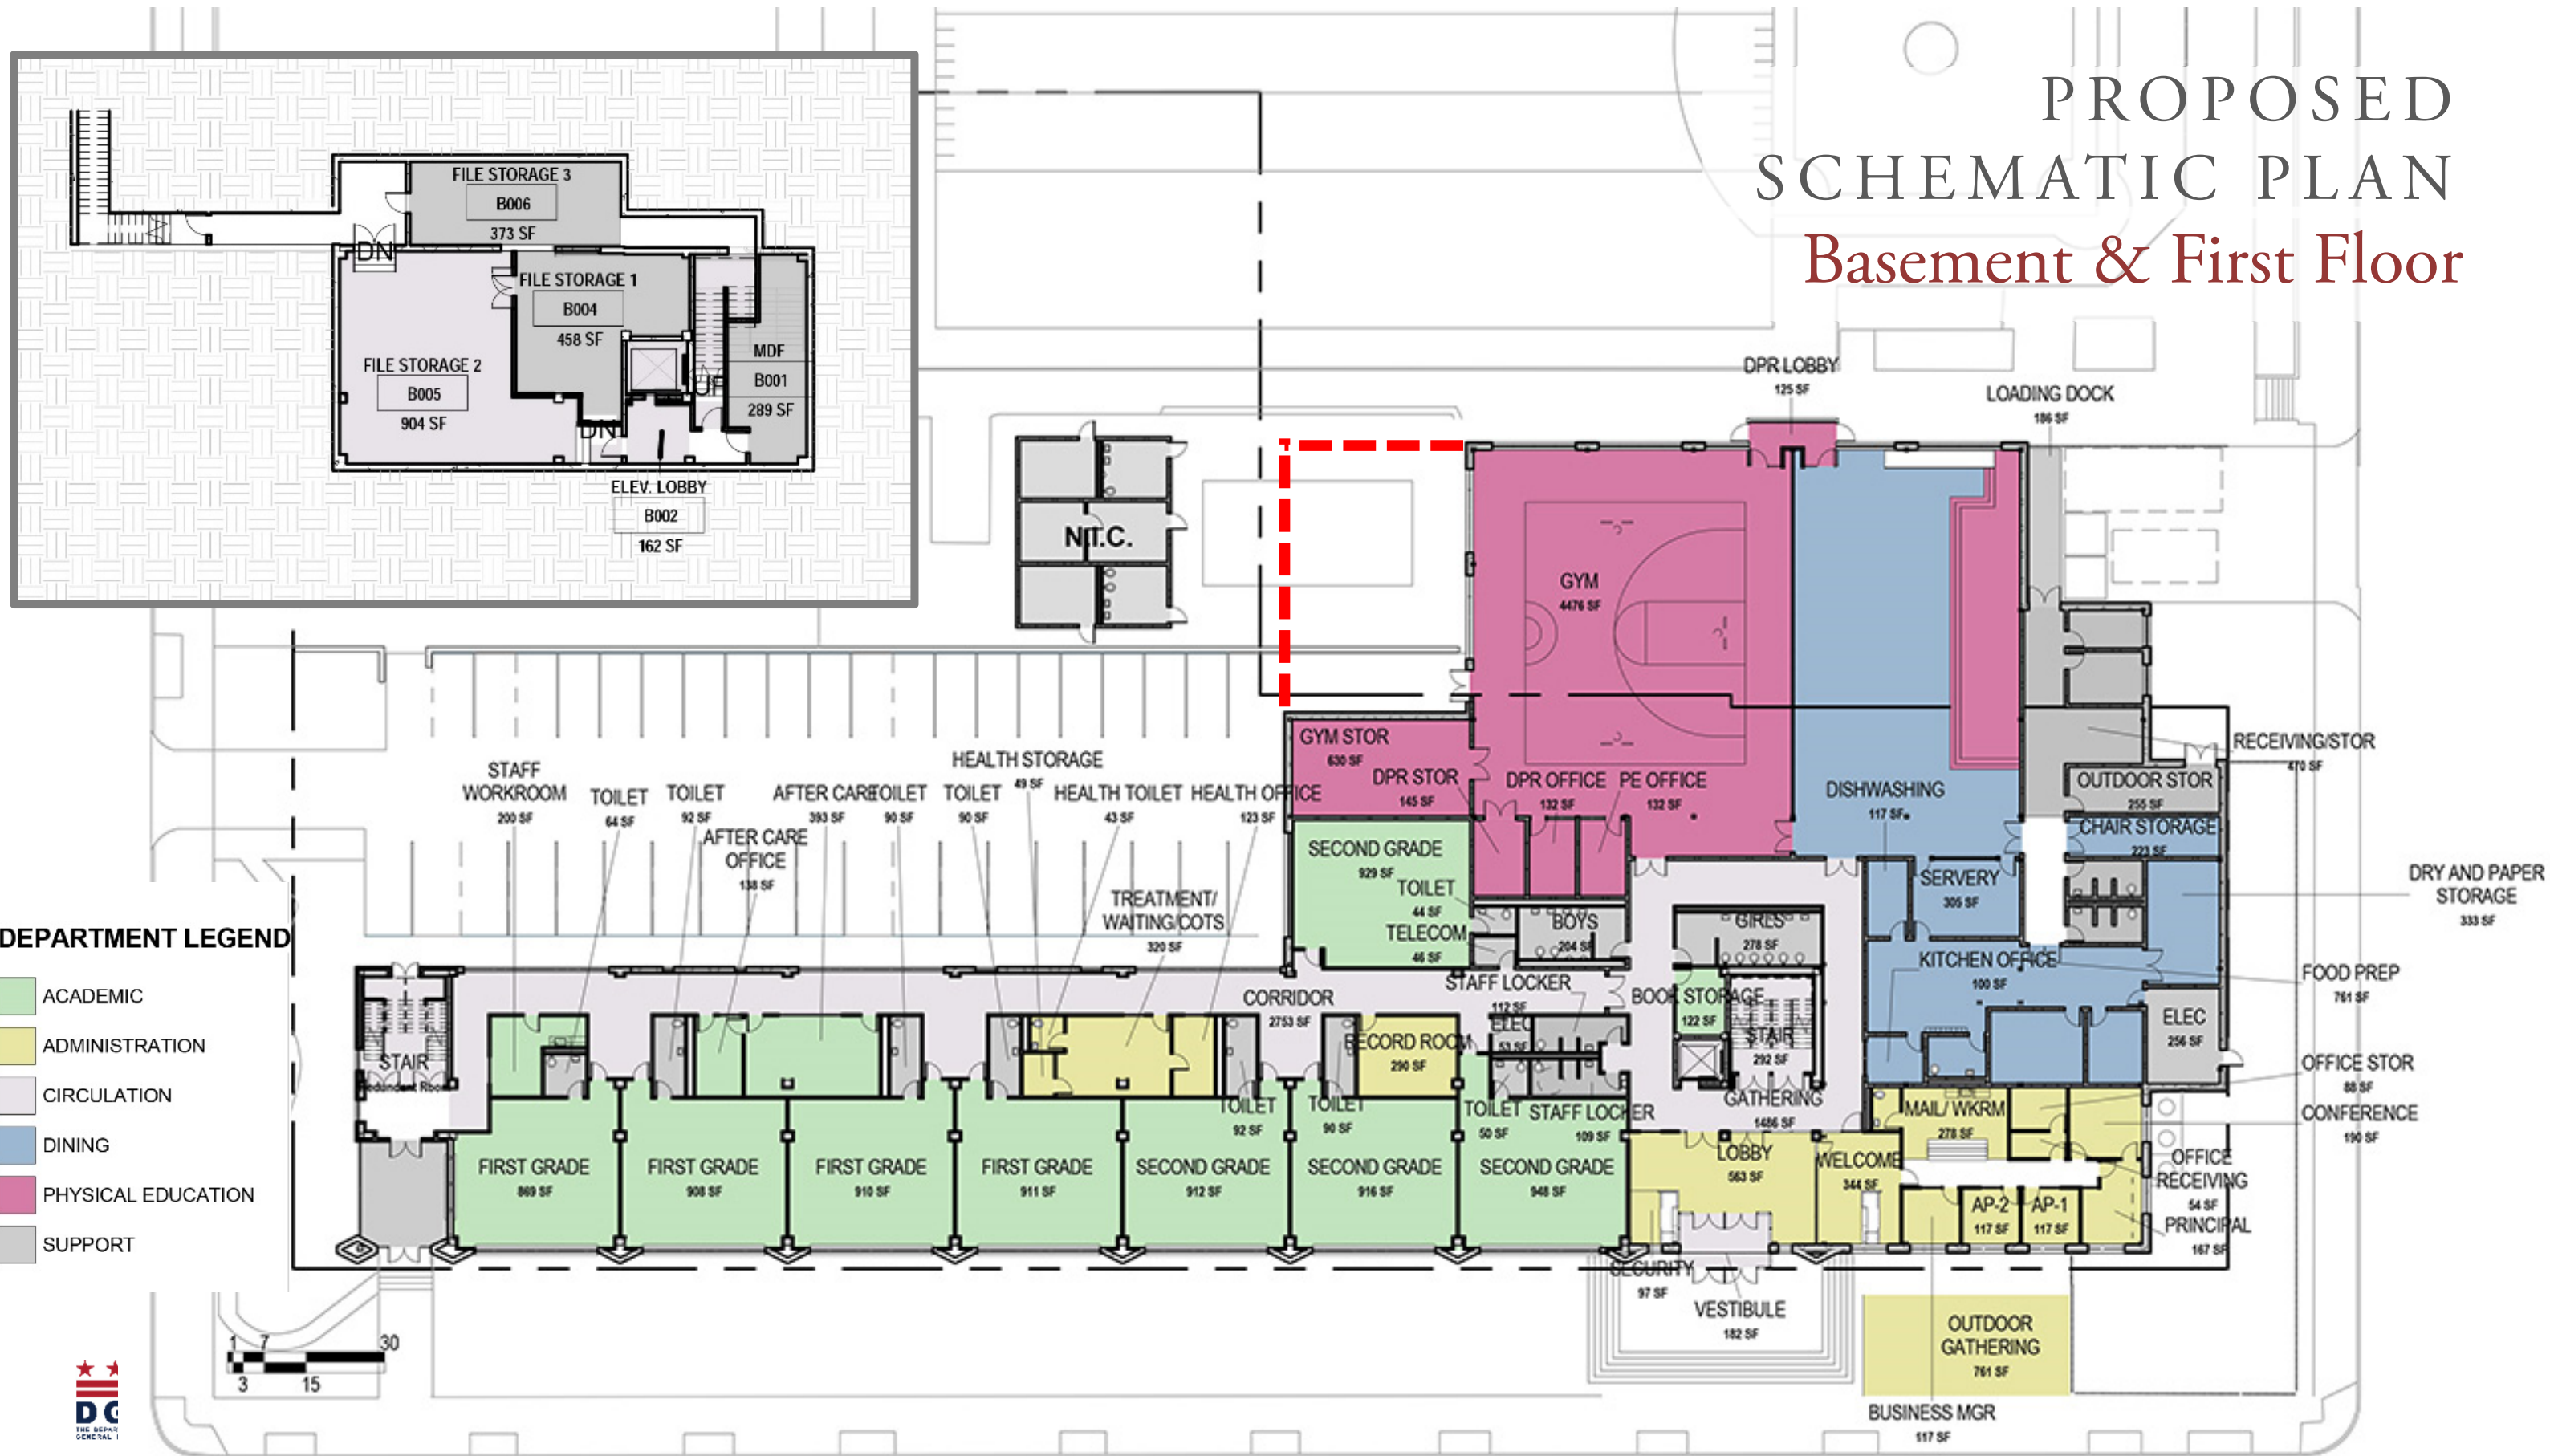 PROPOSED
SCHEMATIC PLAN
Basement & First Floor
FILE STORAGE 3
B006
373 SF
DN
FILE STORAGE 1
B004
458 SF
FILE STORAGE 2
B005
904 SF
MDF
B001
289 SF
UP
DN
ELEV. LOBBY
B002
162 SF
DPR LOBBY
125 SF
LOADING DOCK
186 SF
N.I.C.
GYM
4476 SF
GYM STOR
630 SF
DPR STOR
145 SF
DPR OFFICE
132 SF
PE OFFICE
132 SF
DISHWASHING
117 SF
RECEIVING/STOR
470 SF
OUTDOOR STOR
255 SF
CHAIR STORAGE
223 SF
DRY AND PAPER
STORAGE
333 SF
STAFF
WORKROOM
200 SF
TOILET
64 SF
TOILET
92 SF
AFTER CARE
OFFICE
138 SF
AFTER CARE
393 SF
TOILET
90 SF
TOILET
90 SF
HEALTH STORAGE
49 SF
HEALTH TOILET
43 SF
HEALTH OFFICE
123 SF
TREATMENT/
WAITING/COTS
320 SF
SECOND GRADE
929 SF
TOILET
44 SF
TELECOM
46 SF
BOYS
204 SF
GIRLS
278 SF
SERVERY
305 SF
KITCHEN OFFICE
100 SF
FOOD PREP
761 SF
STAFF LOCKER
112 SF
BOOK STORAGE
122 SF
STAIR
292 SF
ELEC
53 SF
ELEC
256 SF
CORRIDOR
2753 SF
RECORD ROOM
290 SF
STAIR
GATHERING
1486 SF
OFFICE STOR
88 SF
CONFERENCE
190 SF
MAIL/ WKRM
278 SF
TOILET
92 SF
TOILET
90 SF
TOILET
50 SF
STAFF LOCKER
109 SF
FIRST GRADE
869 SF
FIRST GRADE
908 SF
FIRST GRADE
910 SF
FIRST GRADE
911 SF
SECOND GRADE
912 SF
SECOND GRADE
916 SF
SECOND GRADE
948 SF
LOBBY
563 SF
WELCOME
344 SF
AP-2
117 SF
AP-1
117 SF
OFFICE
RECEIVING
54 SF
PRINCIPAL
167 SF
SECURITY
97 SF
VESTIBULE
182 SF
OUTDOOR
GATHERING
761 SF
BUSINESS MGR
117 SF
DEPARTMENT LEGEND
ACADEMIC
ADMINISTRATION
CIRCULATION
DINING
PHYSICAL EDUCATION
SUPPORT
1 7 30
3 15